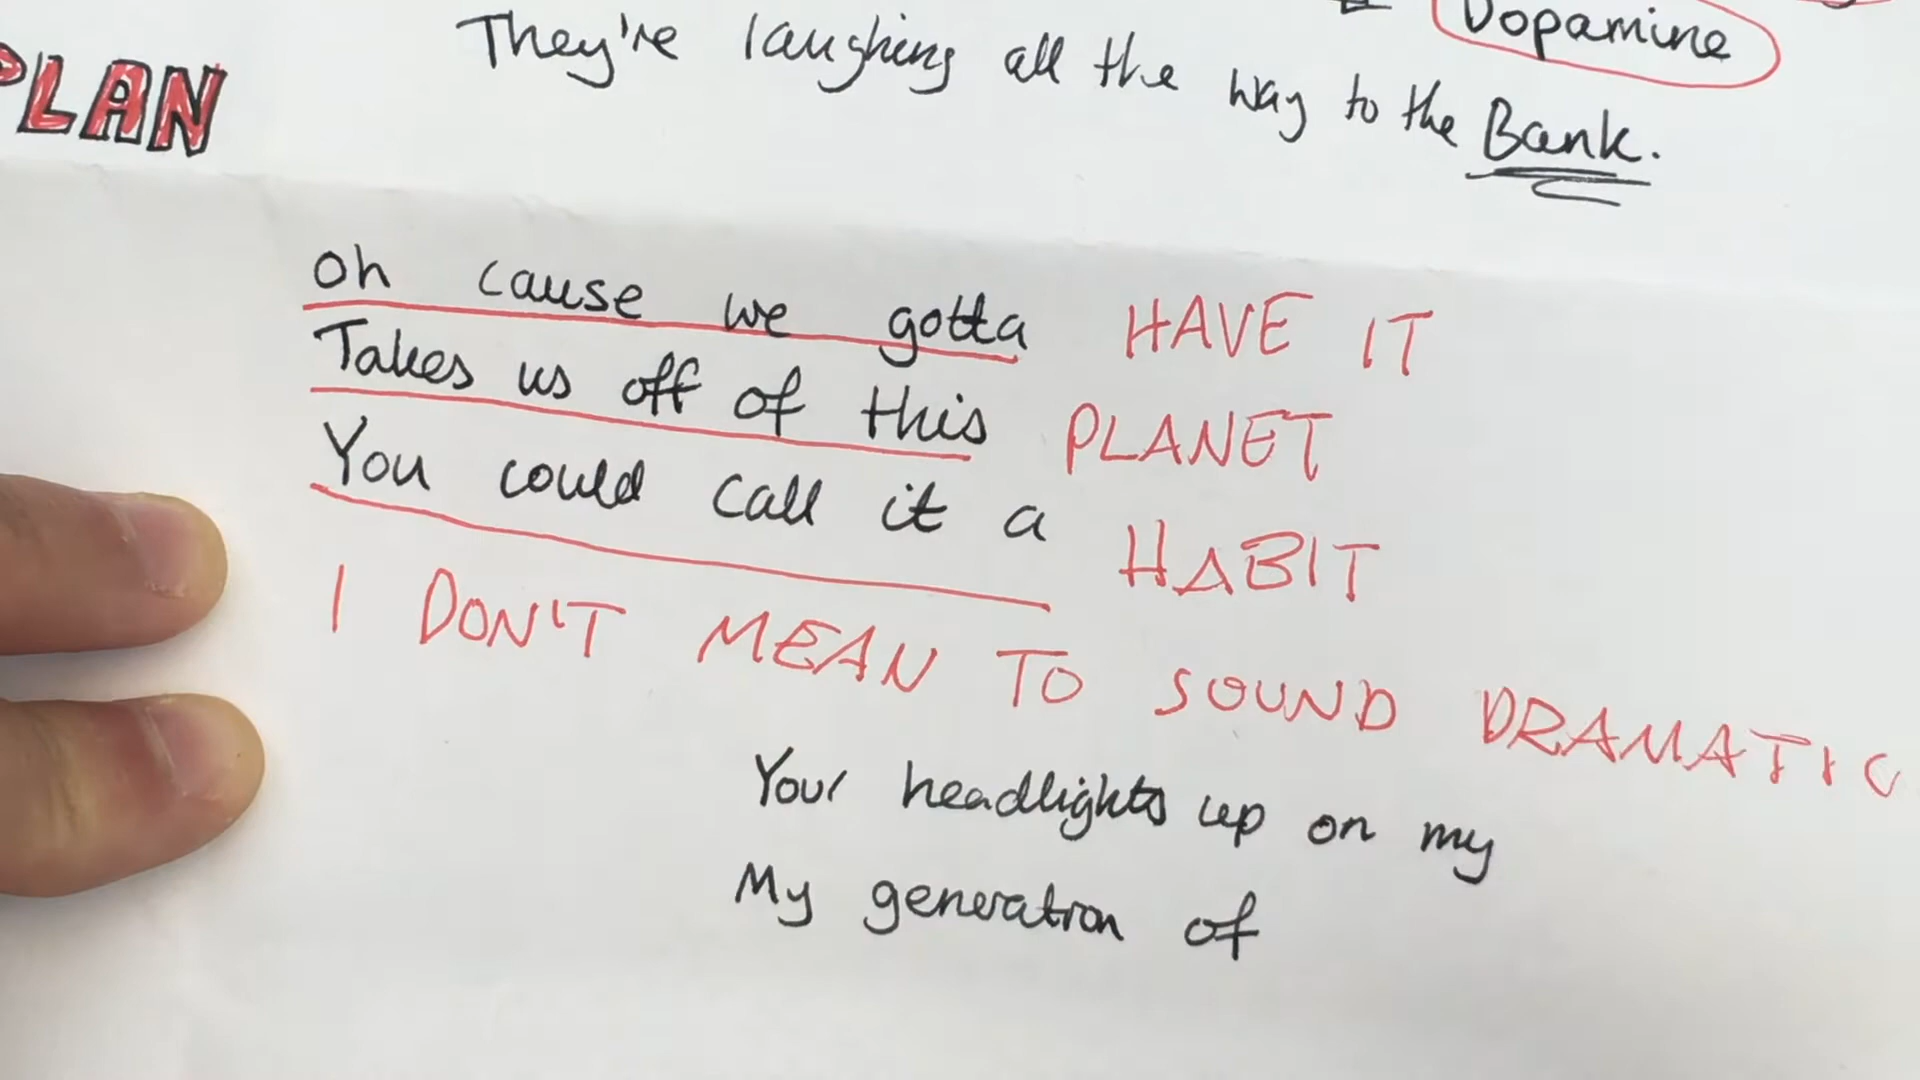 Dopamine
PLAN
They're laughing all the way to the Bank.
oh cause we gotta HAVE IT
Takes us off of this PLANET
You could call it a HABIT
I DON'T MEAN TO SOUND DRAMATIC
Your headlights up on my
My generation of